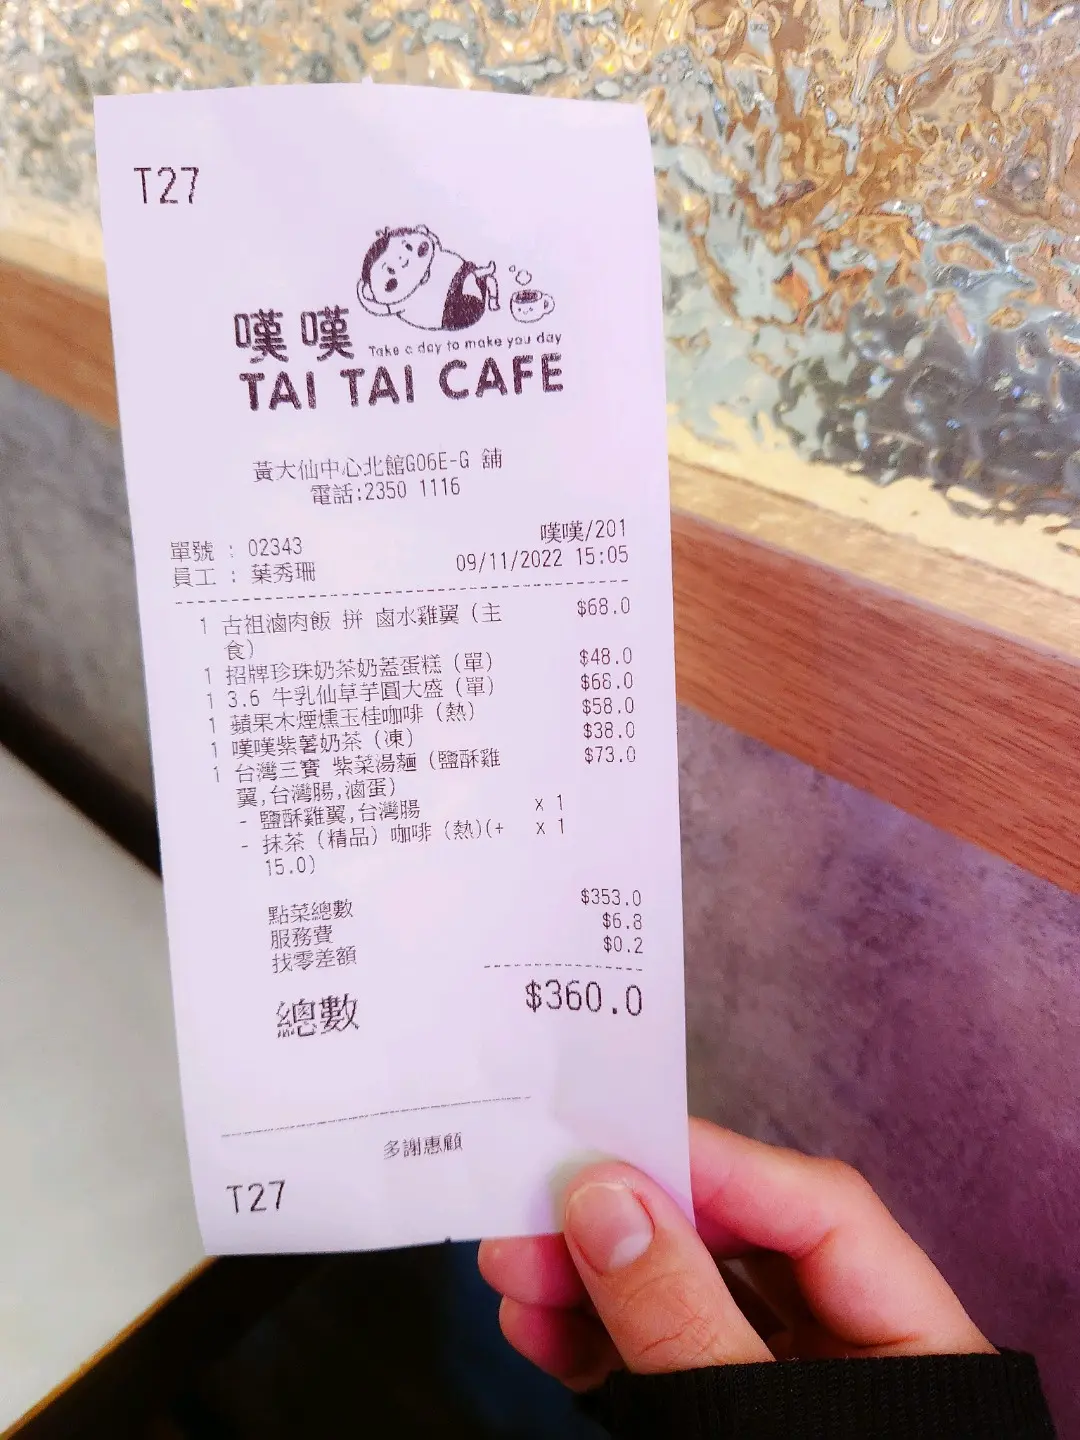 T27
嘆嘆
Take a day to make you day
TAI TAI CAFE
黃大仙中心北館G06E-G 舖
電話:2350 1116
單號 : 02343 嘆嘆/201
員工 : 葉秀珊 09/11/2022 15:05
1 古祖滷肉飯 拼 鹵水雞翼（主 $68.0
食）
1 招牌珍珠奶茶奶蓋蛋糕（單） $48.0
1 3.6 牛乳仙草芋圓大盛（單） $68.0
1 蘋果木煙燻玉桂咖啡（熱） $58.0
1 嘆嘆紫薯奶茶（凍） $38.0
1 台灣三寶 紫菜湯麵（鹽酥雞 $73.0
翼,台灣腸,滷蛋）
- 鹽酥雞翼,台灣腸 x 1
- 抹茶（精品）咖啡（熱）(+ x 1
15.0)
點菜總數 $353.0
服務費 $6.8
找零差額 $0.2
總數 $360.0
多謝惠顧
T27